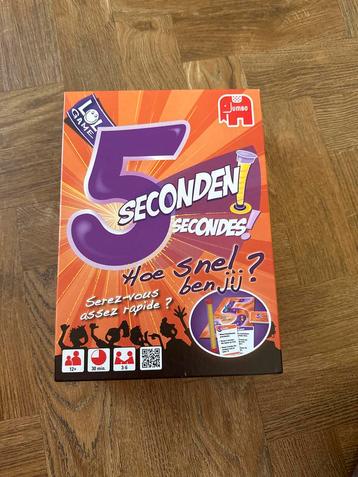 Jumbo
LOL
GAME
5
SECONDEN!
SECONDES!
Hoe snel
ben jij?
Serez-vous
assez rapide ?
12+
30 min.
3-6